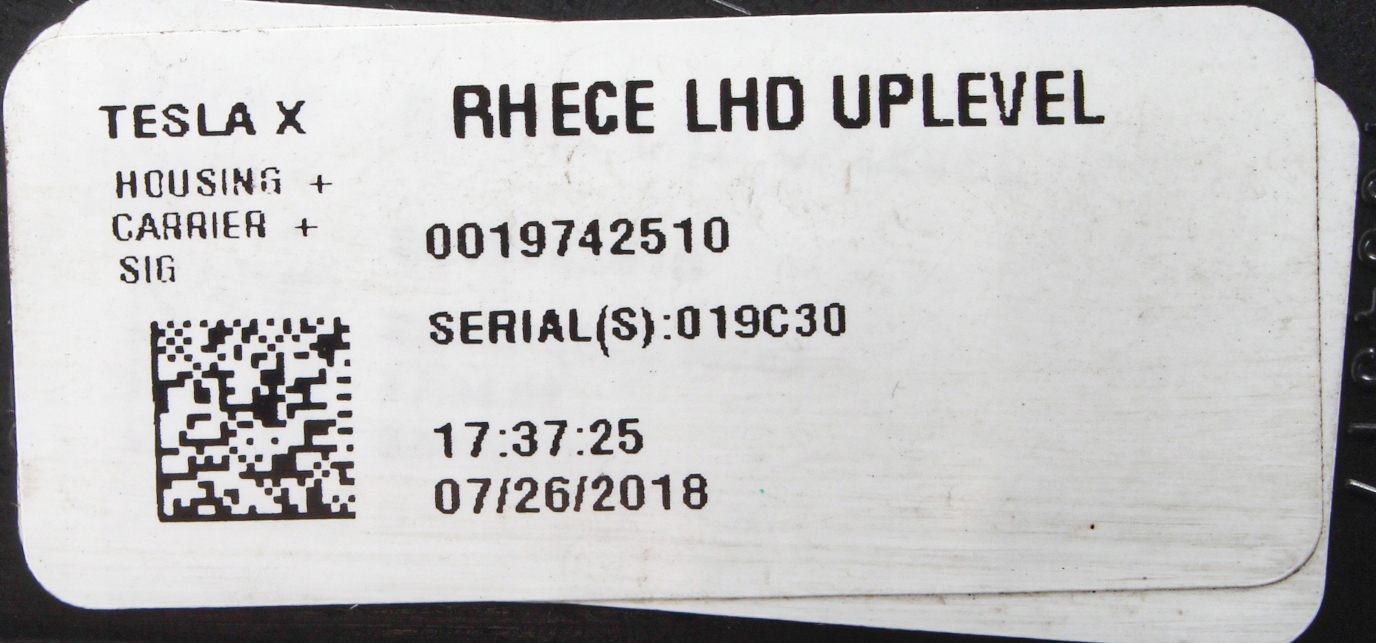 TESLA X
RHECE LHD UPLEVEL
HOUSING +
CARRIER +
SIG
0019742510
SERIAL(S):019C30
17:37:25
07/26/2018